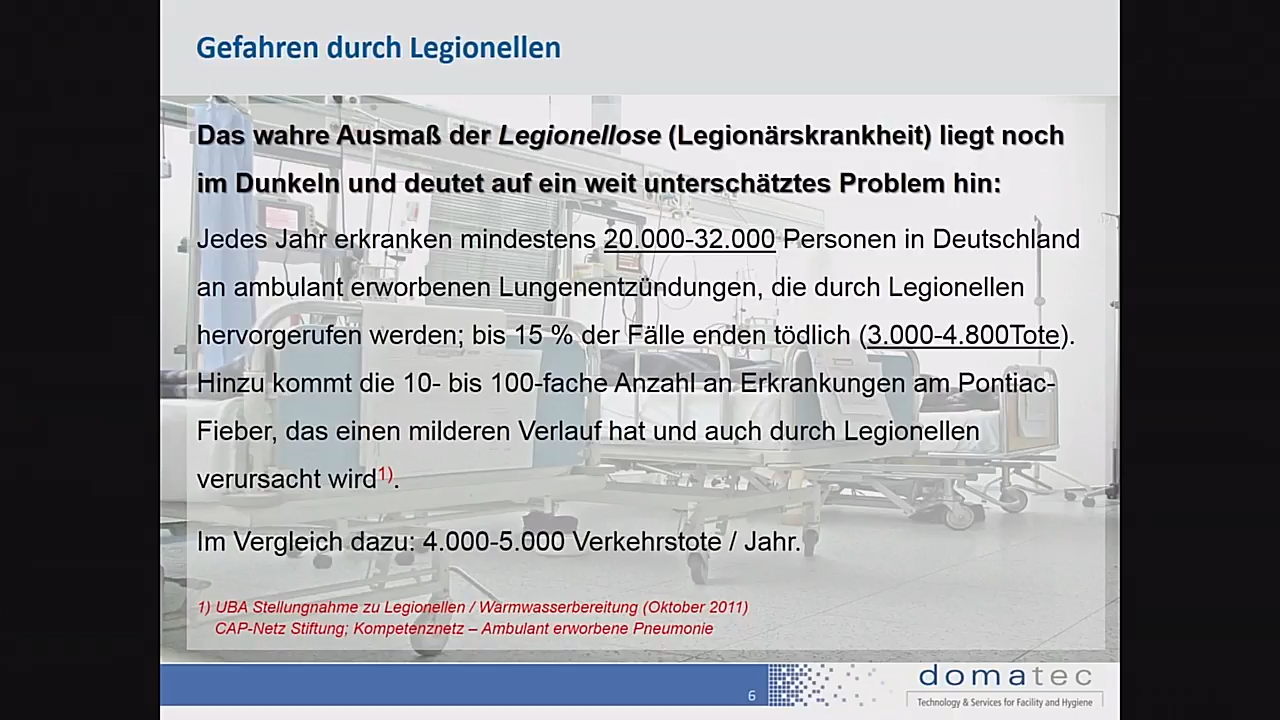 Gefahren durch Legionellen
Das wahre Ausmaß der Legionellose (Legionärskrankheit) liegt noch
im Dunkeln und deutet auf ein weit unterschätztes Problem hin:
Jedes Jahr erkranken mindestens 20.000-32.000 Personen in Deutschland
an ambulant erworbenen Lungenentzündungen, die durch Legionellen
hervorgerufen werden; bis 15 % der Fälle enden tödlich (3.000-4.800Tote).
Hinzu kommt die 10- bis 100-fache Anzahl an Erkrankungen am Pontiac-
Fieber, das einen milderen Verlauf hat und auch durch Legionellen
verursacht wird1).
Im Vergleich dazu: 4.000-5.000 Verkehrstote / Jahr.
1) UBA Stellungnahme zu Legionellen / Warmwasserbereitung (Oktober 2011)
CAP-Netz Stiftung; Kompetenznetz – Ambulant erworbene Pneumonie
6
domatec
Technology & Services for Facility and Hygiene